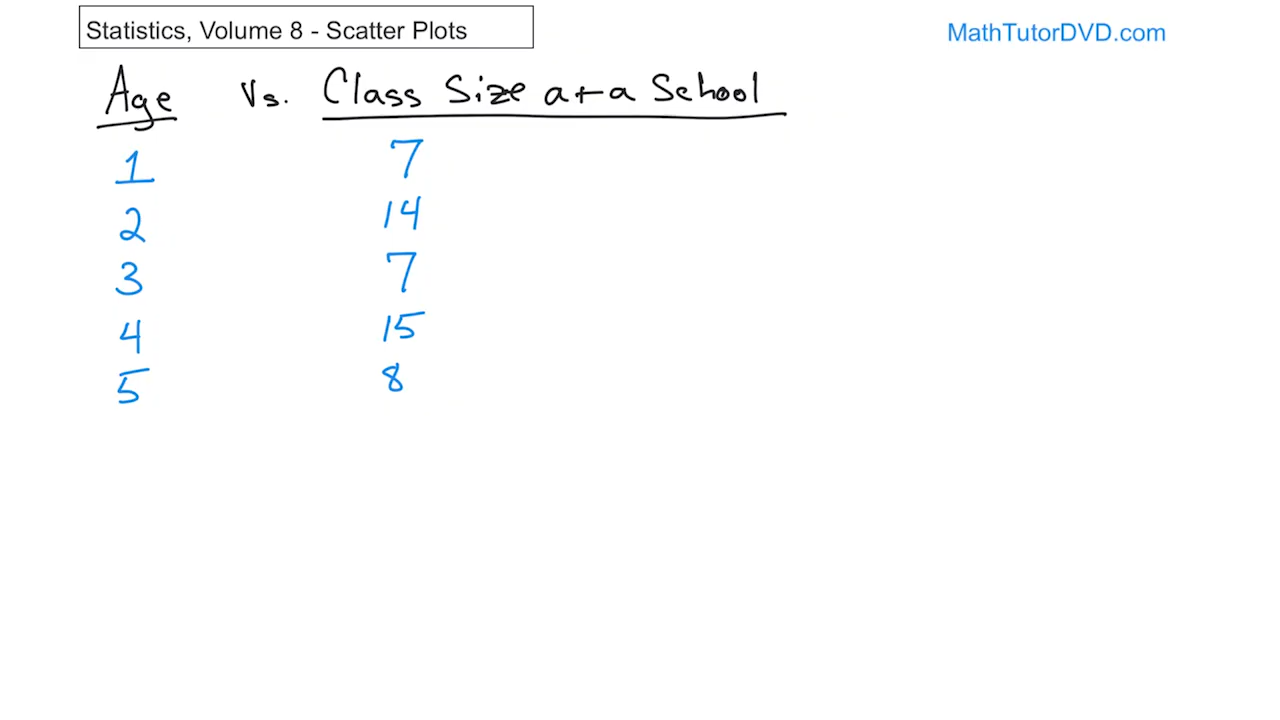 Statistics, Volume 8 - Scatter Plots MathTutorDVD.com
Age Vs. Class Size at a School
1 7
2 14
3 7
4 15
5 8